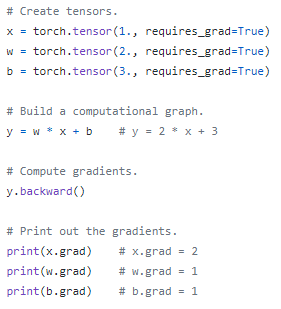 # Create tensors.
x = torch.tensor(1., requires_grad=True)
w = torch.tensor(2., requires_grad=True)
b = torch.tensor(3., requires_grad=True)
# Build a computational graph.
y = w * x + b    # y = 2 * x + 3
# Compute gradients.
y.backward()
# Print out the gradients.
print(x.grad)    # x.grad = 2
print(w.grad)    # w.grad = 1
print(b.grad)    # b.grad = 1